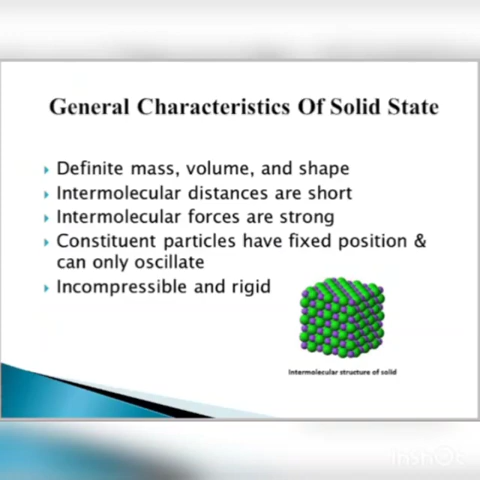 General Characteristics Of Solid State
Definite mass, volume, and shape
Intermolecular distances are short
Intermolecular forces are strong
Constituent particles have fixed position &
can only oscillate
Incompressible and rigid
Intermolecular structure of solid
InShOt